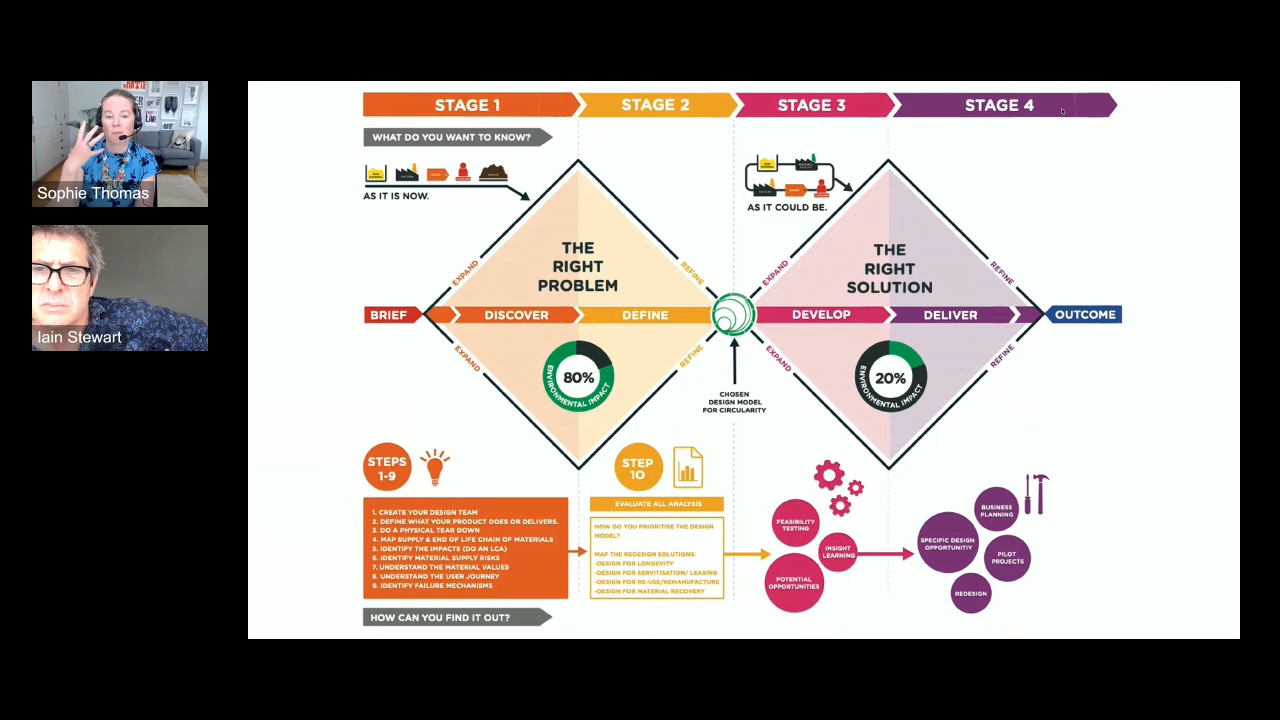 Sophie Thomas
Iain Stewart
STAGE 1
STAGE 2
STAGE 3
STAGE 4
WHAT DO YOU WANT TO KNOW?
AS IT IS NOW.
AS IT COULD BE.
THE
RIGHT
PROBLEM
THE
RIGHT
SOLUTION
EXPAND
REFINE
EXPAND
REFINE
BRIEF
DISCOVER
DEFINE
DEVELOP
DELIVER
OUTCOME
EXPAND
REFINE
EXPAND
REFINE
80%
ENVIRONMENTAL IMPACT
20%
ENVIRONMENTAL IMPACT
CHOSEN
DESIGN MODEL
FOR CIRCULARITY
STEPS
1-9
STEP
10
1. CREATE YOUR DESIGN TEAM
2. DEFINE WHAT YOUR PRODUCT DOES OR DELIVERS.
3. DO A PHYSICAL TEAR DOWN
4. MAP SUPPLY & END OF LIFE CHAIN OF MATERIALS
5. IDENTIFY THE IMPACTS (DO AN LCA)
6. IDENTIFY MATERIAL SUPPLY RISKS
7. UNDERSTAND THE MATERIAL VALUES
8. UNDERSTAND THE USER JOURNEY
9. IDENTIFY FAILURE MECHANISMS
EVALUATE ALL ANALYSIS
HOW DO YOU PRIORITISE THE DESIGN
MODEL?
MAP THE REDESIGN SOLUTIONS:
-DESIGN FOR LONGEVITY
-DESIGN FOR SERVITISATION/ LEASING
-DESIGN FOR RE-USE/REMANUFACTURE
-DESIGN FOR MATERIAL RECOVERY
FEASIBILITY
TESTING
INSIGHT
LEARNING
POTENTIAL
OPPORTUNITIES
BUSINESS
PLANNING
SPECIFIC DESIGN
OPPORTUNITIY
PILOT
PROJECTS
REDESIGN
HOW CAN YOU FIND IT OUT?